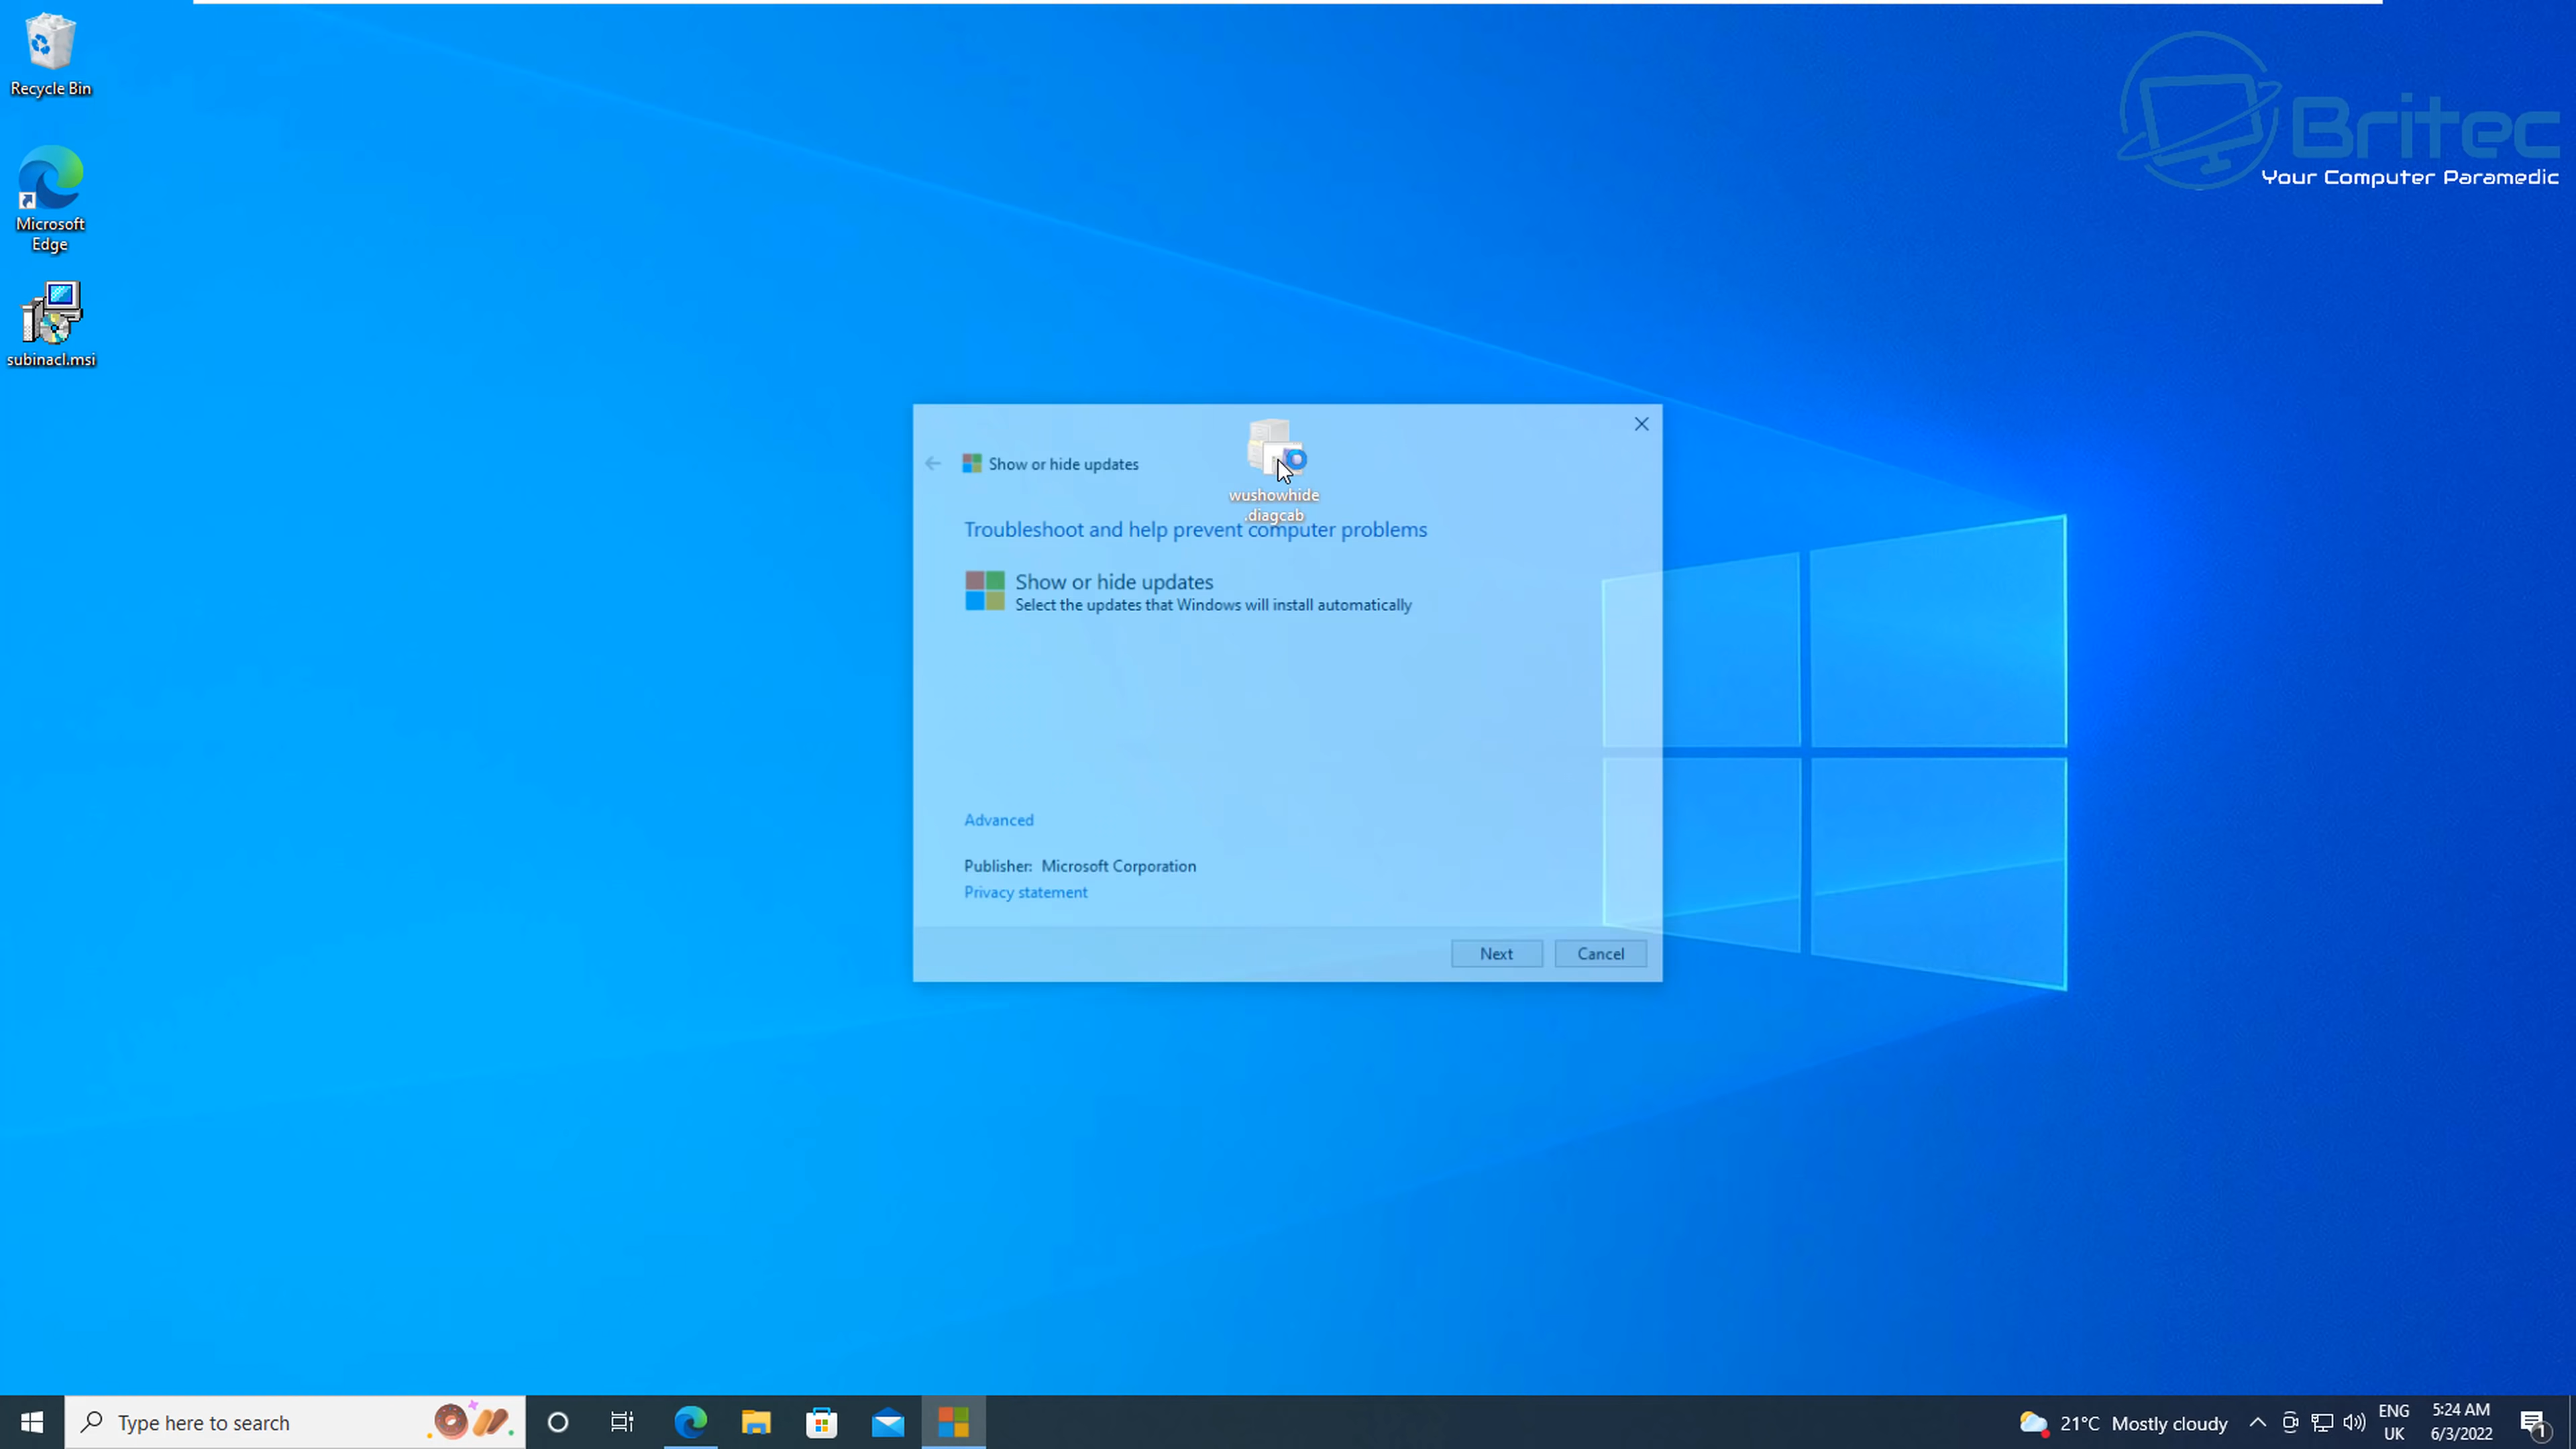 Recycle Bin
Microsoft
Edge
subinacl.msi
Britec
Your Computer Paramedic
Show or hide updates
wushowhide
.diagcab
Troubleshoot and help prevent computer problems
Show or hide updates
Select the updates that Windows will install automatically
Advanced
Publisher: Microsoft Corporation
Privacy statement
Next
Cancel
Type here to search
21°C Mostly cloudy
ENG
UK
5:24 AM
6/3/2022
1